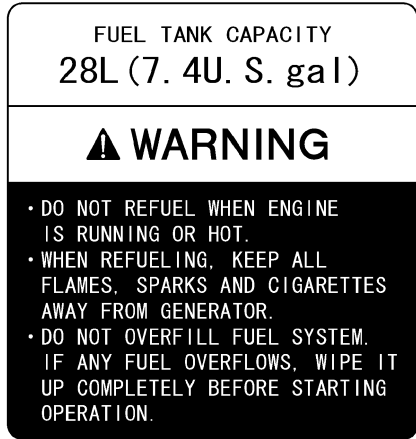 FUEL TANK CAPACITY
28L (7.4U.S.gal)
WARNING
・DO NOT REFUEL WHEN ENGINE
IS RUNNING OR HOT.
・WHEN REFUELING, KEEP ALL
FLAMES, SPARKS AND CIGARETTES
AWAY FROM GENERATOR.
・DO NOT OVERFILL FUEL SYSTEM.
IF ANY FUEL OVERFLOWS, WIPE IT
UP COMPLETELY BEFORE STARTING
OPERATION.